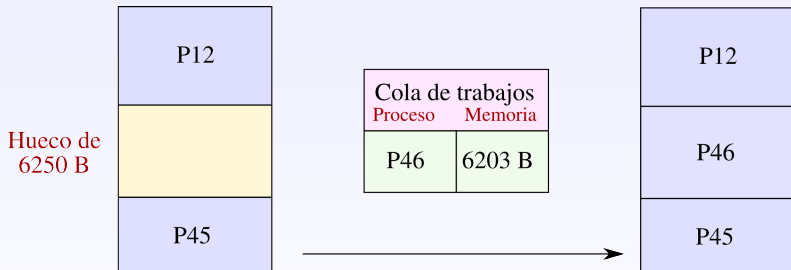 P12
Hueco de
6250 B
P45
Cola de trabajos
Proceso Memoria
P46 6203 B
P12
P46
P45